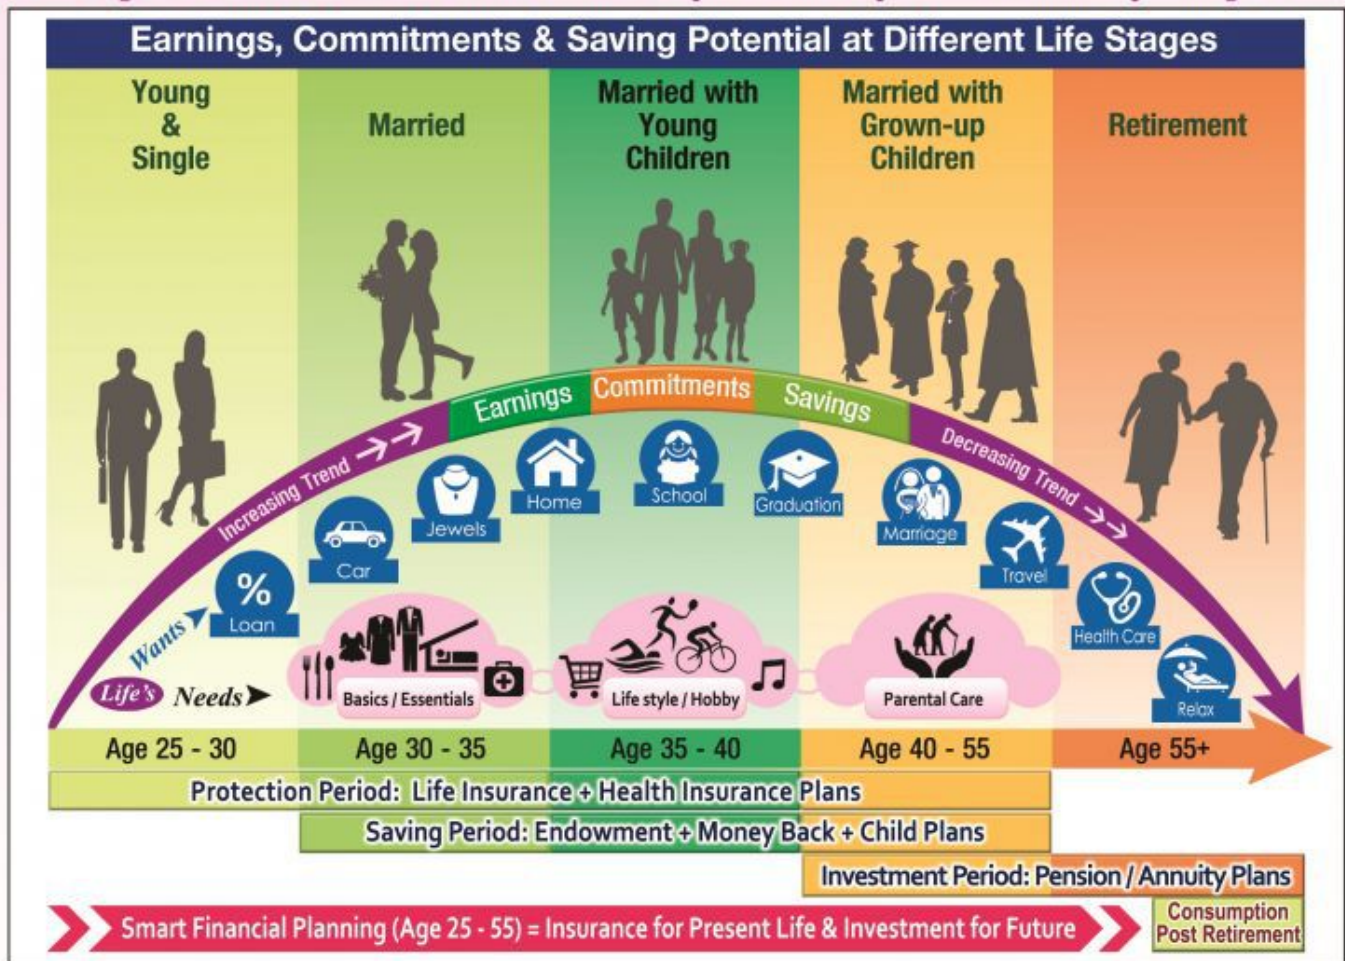 Earnings, Commitments & Saving Potential at Different Life Stages
Young
&
Single
Married
Married with
Young
Children
Married with
Grown-up
Children
Retirement
Increasing Trend
Earnings
Commitments
Savings
Decreasing Trend
Wants
Loan
%
Car
Jewels
Home
School
Graduation
Marriage
Travel
Health Care
Relax
Life's Needs
Basics / Essentials
Life style / Hobby
Parental Care
Age 25 - 30
Age 30 - 35
Age 35 - 40
Age 40 - 55
Age 55+
Protection Period: Life Insurance + Health Insurance Plans
Saving Period: Endowment + Money Back + Child Plans
Investment Period: Pension / Annuity Plans
Smart Financial Planning (Age 25 - 55) = Insurance for Present Life & Investment for Future
Consumption
Post Retirement